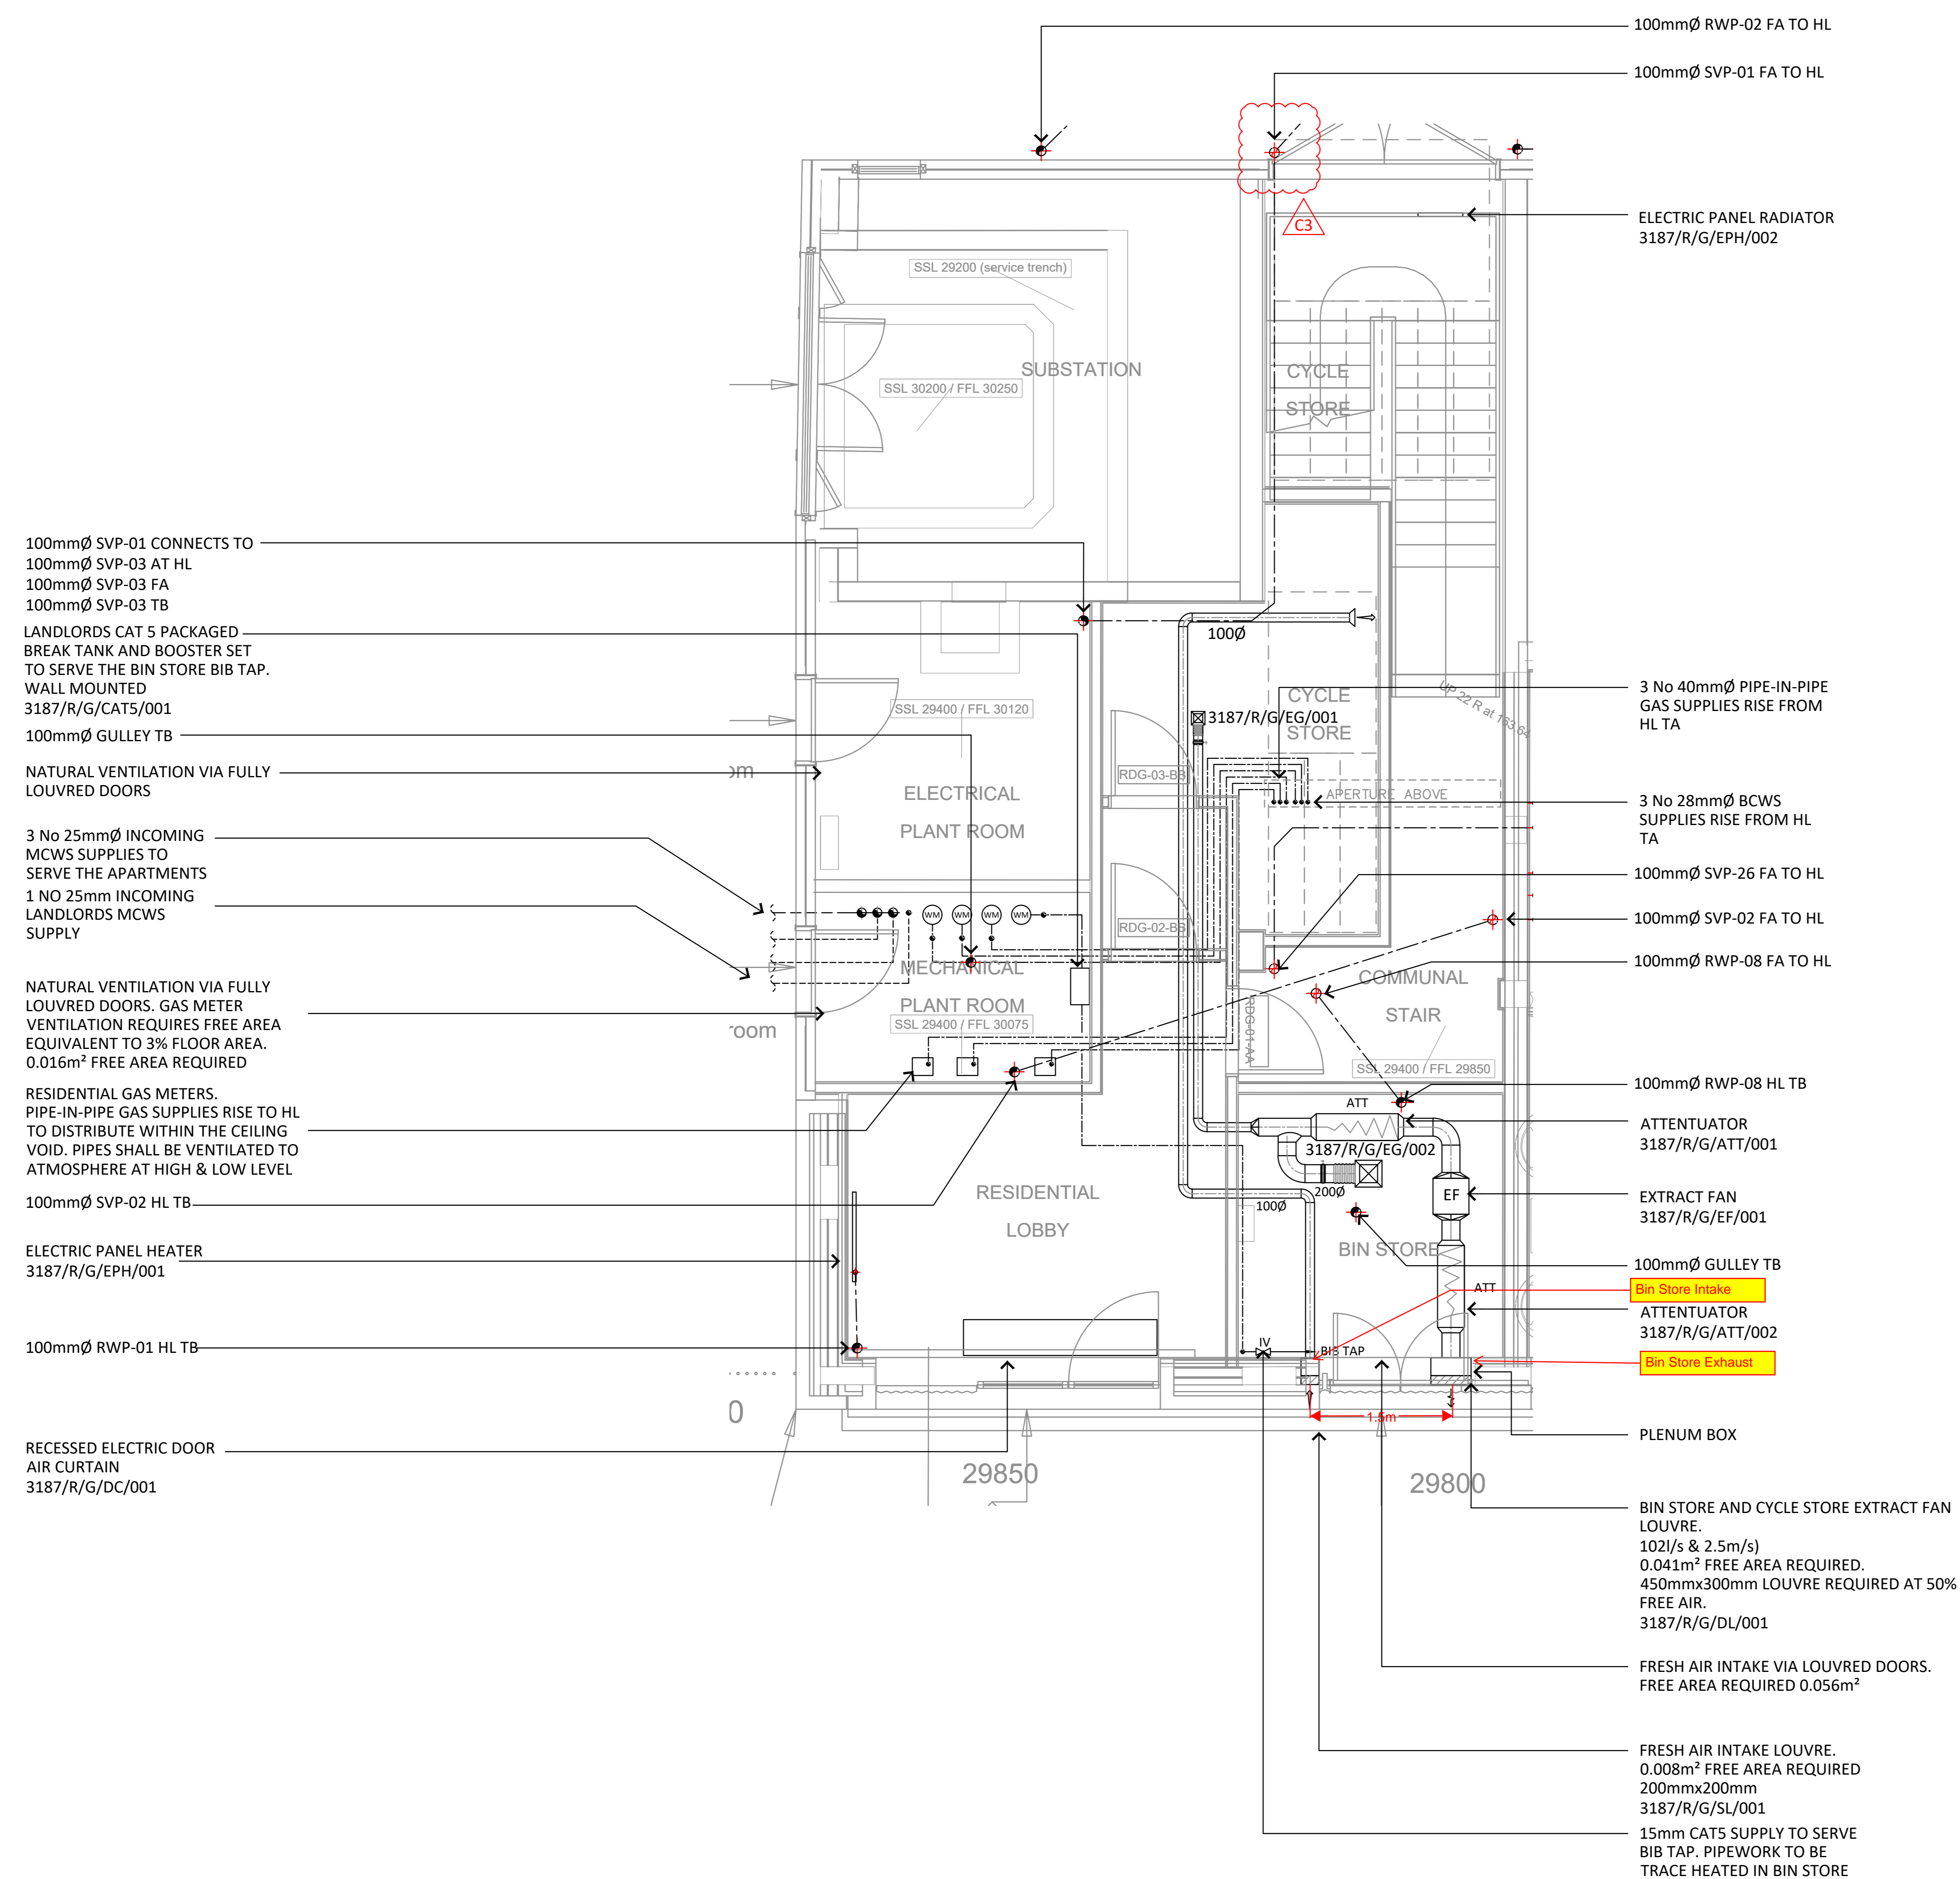 100mmØ RWP-02 FA TO HL
100mmØ SVP-01 FA TO HL
C3
ELECTRIC PANEL RADIATOR
3187/R/G/EPH/002
SSL 29200 (service trench)
SUBSTATION
SSL 30200 / FFL 30250
CYCLE
STORE
100mmØ SVP-01 CONNECTS TO
100mmØ SVP-03 AT HL
100mmØ SVP-03 FA
100mmØ SVP-03 TB
LANDLORDS CAT 5 PACKAGED
BREAK TANK AND BOOSTER SET
TO SERVE THE BIN STORE BIB TAP.
WALL MOUNTED
3187/R/G/CAT5/001
100mmØ GULLEY TB
NATURAL VENTILATION VIA FULLY
LOUVRED DOORS
3 No 25mmØ INCOMING
MCWS SUPPLIES TO
SERVE THE APARTMENTS
1 NO 25mm INCOMING
LANDLORDS MCWS
SUPPLY
NATURAL VENTILATION VIA FULLY
LOUVRED DOORS. GAS METER
VENTILATION REQUIRES FREE AREA
EQUIVALENT TO 3% FLOOR AREA.
0.016m² FREE AREA REQUIRED
RESIDENTIAL GAS METERS.
PIPE-IN-PIPE GAS SUPPLIES RISE TO HL
TO DISTRIBUTE WITHIN THE CEILING
VOID. PIPES SHALL BE VENTILATED TO
ATMOSPHERE AT HIGH & LOW LEVEL
100mmØ SVP-02 HL TB
ELECTRIC PANEL HEATER
3187/R/G/EPH/001
100mmØ RWP-01 HL TB
RECESSED ELECTRIC DOOR
AIR CURTAIN
3187/R/G/DC/001
100Ø
SSL 29400 / FFL 30120
3187/R/G/EG/001
CYCLE
STORE
UP 22 R at 163.64
om
ELECTRICAL
PLANT ROOM
RDG-03-BB
APERTURE ABOVE
WM WM WM WM
RDG-02-BB
MECHANICAL
PLANT ROOM
SSL 29400 / FFL 30075
room
RDG-01-AA
COMMUNAL
STAIR
SSL 29400 / FFL 29850
ATT
3187/R/G/EG/002
200Ø
100Ø
EF
RESIDENTIAL
LOBBY
BIN STORE
ATT
IV
BIB TAP
1.5m
0
29850
29800
3 No 40mmØ PIPE-IN-PIPE
GAS SUPPLIES RISE FROM
HL TA
3 No 28mmØ BCWS
SUPPLIES RISE FROM HL
TA
100mmØ SVP-26 FA TO HL
100mmØ SVP-02 FA TO HL
100mmØ RWP-08 FA TO HL
100mmØ RWP-08 HL TB
ATTENTUATOR
3187/R/G/ATT/001
EXTRACT FAN
3187/R/G/EF/001
100mmØ GULLEY TB
Bin Store Intake
ATTENTUATOR
3187/R/G/ATT/002
Bin Store Exhaust
PLENUM BOX
BIN STORE AND CYCLE STORE EXTRACT FAN
LOUVRE.
102l/s & 2.5m/s)
0.041m² FREE AREA REQUIRED.
450mmx300mm LOUVRE REQUIRED AT 50%
FREE AIR.
3187/R/G/DL/001
FRESH AIR INTAKE VIA LOUVRED DOORS.
FREE AREA REQUIRED 0.056m²
FRESH AIR INTAKE LOUVRE.
0.008m² FREE AREA REQUIRED
200mmx200mm
3187/R/G/SL/001
15mm CAT5 SUPPLY TO SERVE
BIB TAP. PIPEWORK TO BE
TRACE HEATED IN BIN STORE